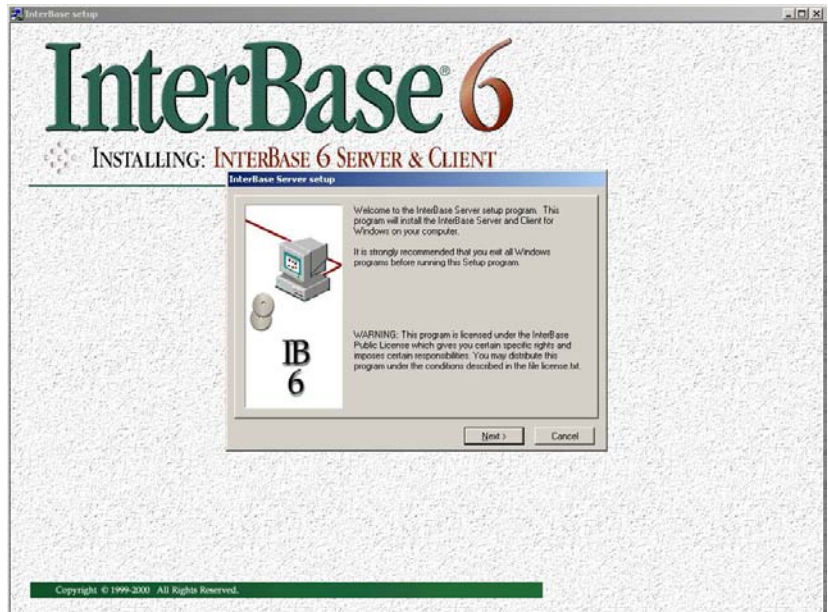 InterBase setup
InterBase® 6
INSTALLING: INTERBASE 6 SERVER & CLIENT
InterBase Server setup
Welcome to the InterBase Server setup program. This
program will install the InterBase Server and Client for
Windows on your computer.
It is strongly recommended that you exit all Windows
programs before running this Setup program.
WARNING: This program is licensed under the InterBase
Public License which gives you certain specific rights and
imposes certain responsibilities. You may distribute this
program under the conditions described in the file license.txt.
IB
6
Next >
Cancel
Copyright © 1999-2000 All Rights Reserved.